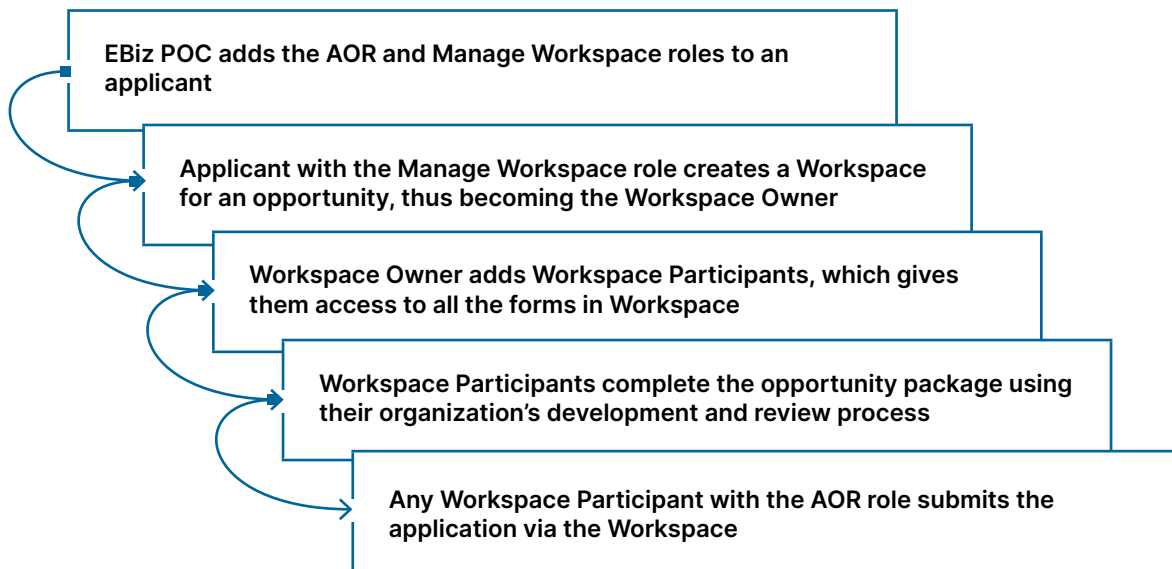 EBiz POC adds the AOR and Manage Workspace roles to an
applicant
Applicant with the Manage Workspace role creates a Workspace
for an opportunity, thus becoming the Workspace Owner
Workspace Owner adds Workspace Participants, which gives
them access to all the forms in Workspace
Workspace Participants complete the opportunity package using
their organization’s development and review process
Any Workspace Participant with the AOR role submits the
application via the Workspace